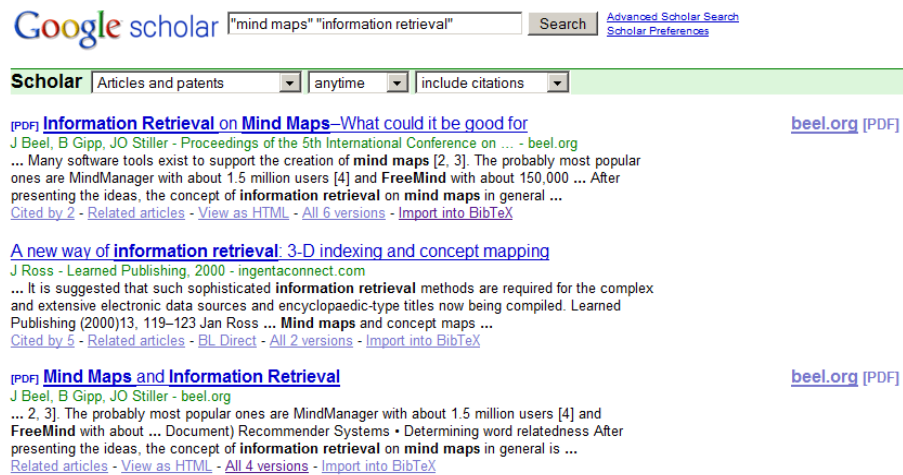 Google scholar "mind maps" "information retrieval" Search Advanced Scholar Search
Scholar Preferences
Scholar Articles and patents anytime include citations
[PDF] Information Retrieval on Mind Maps–What could it be good for beel.org [PDF]
J Beel, B Gipp, JO Stiller - Proceedings of the 5th International Conference on ... - beel.org
... Many software tools exist to support the creation of mind maps [2, 3]. The probably most popular
ones are MindManager with about 1.5 million users [4] and FreeMind with about 150,000 ... After
presenting the ideas, the concept of information retrieval on mind maps in general ...
Cited by 2 - Related articles - View as HTML - All 6 versions - Import into BibTeX
A new way of information retrieval: 3-D indexing and concept mapping
J Ross - Learned Publishing, 2000 - ingentaconnect.com
... It is suggested that such sophisticated information retrieval methods are required for the complex
and extensive electronic data sources and encyclopaedic-type titles now being compiled. Learned
Publishing (2000)13, 119–123 Jan Ross ... Mind maps and concept maps ...
Cited by 5 - Related articles - BL Direct - All 2 versions - Import into BibTeX
[PDF] Mind Maps and Information Retrieval beel.org [PDF]
J Beel, B Gipp, JO Stiller - beel.org
... 2, 3]. The probably most popular ones are MindManager with about 1.5 million users [4] and
FreeMind with about ... Document) Recommender Systems • Determining word relatedness After
presenting the ideas, the concept of information retrieval on mind maps in general is ...
Related articles - View as HTML - All 4 versions - Import into BibTeX